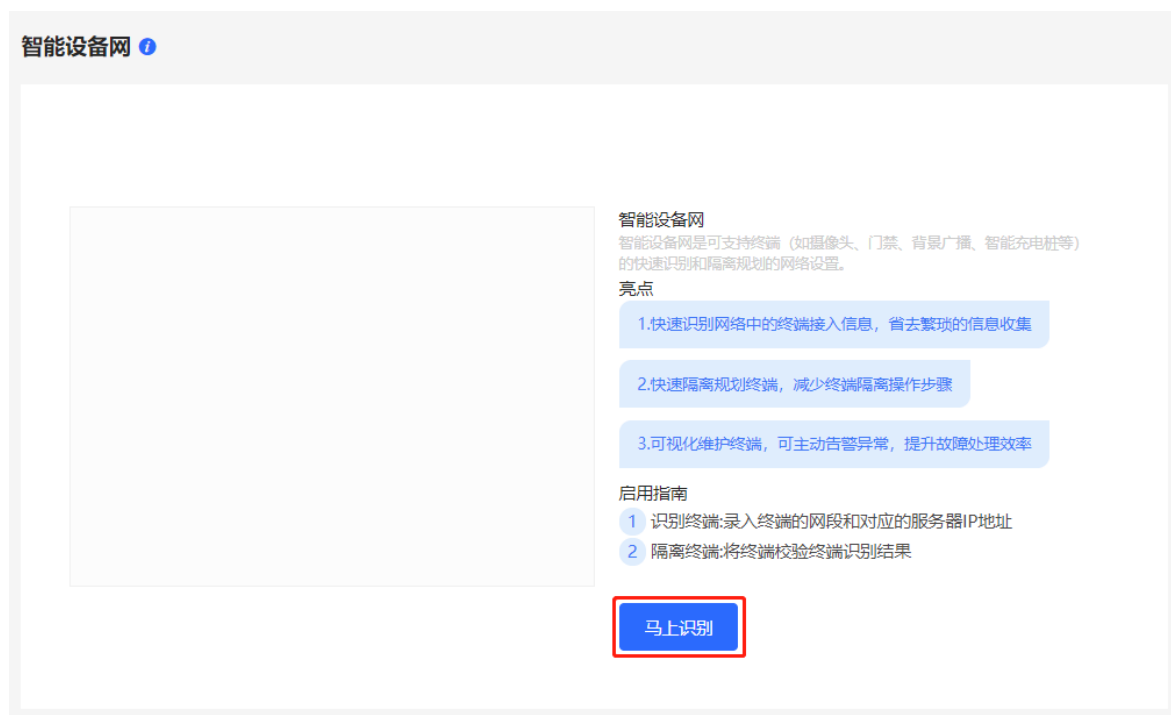 智能设备网
智能设备网
智能设备网是可支持终端（如摄像头、门禁、背景广播、智能充电桩等）
的快速识别和隔离规划的网络设置。
亮点
1.快速识别网络中的终端接入信息，省去繁琐的信息收集
2.快速隔离规划终端，减少终端隔离操作步骤
3.可视化维护终端，可主动告警异常，提升故障处理效率
启用指南
1 识别终端:录入终端的网段和对应的服务器IP地址
2 隔离终端:将终端校验终端识别结果
马上识别